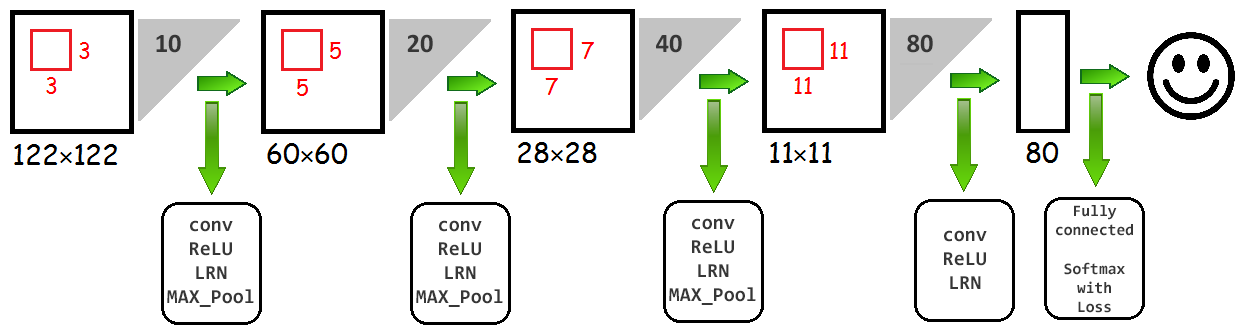 3
3
10
5
5
20
7
7
40
11
11
80
122×122
60×60
28×28
11×11
80
conv
ReLU
LRN
MAX_Pool
conv
ReLU
LRN
MAX_Pool
conv
ReLU
LRN
MAX_Pool
conv
ReLU
LRN
Fully
connected
Softmax
with
Loss